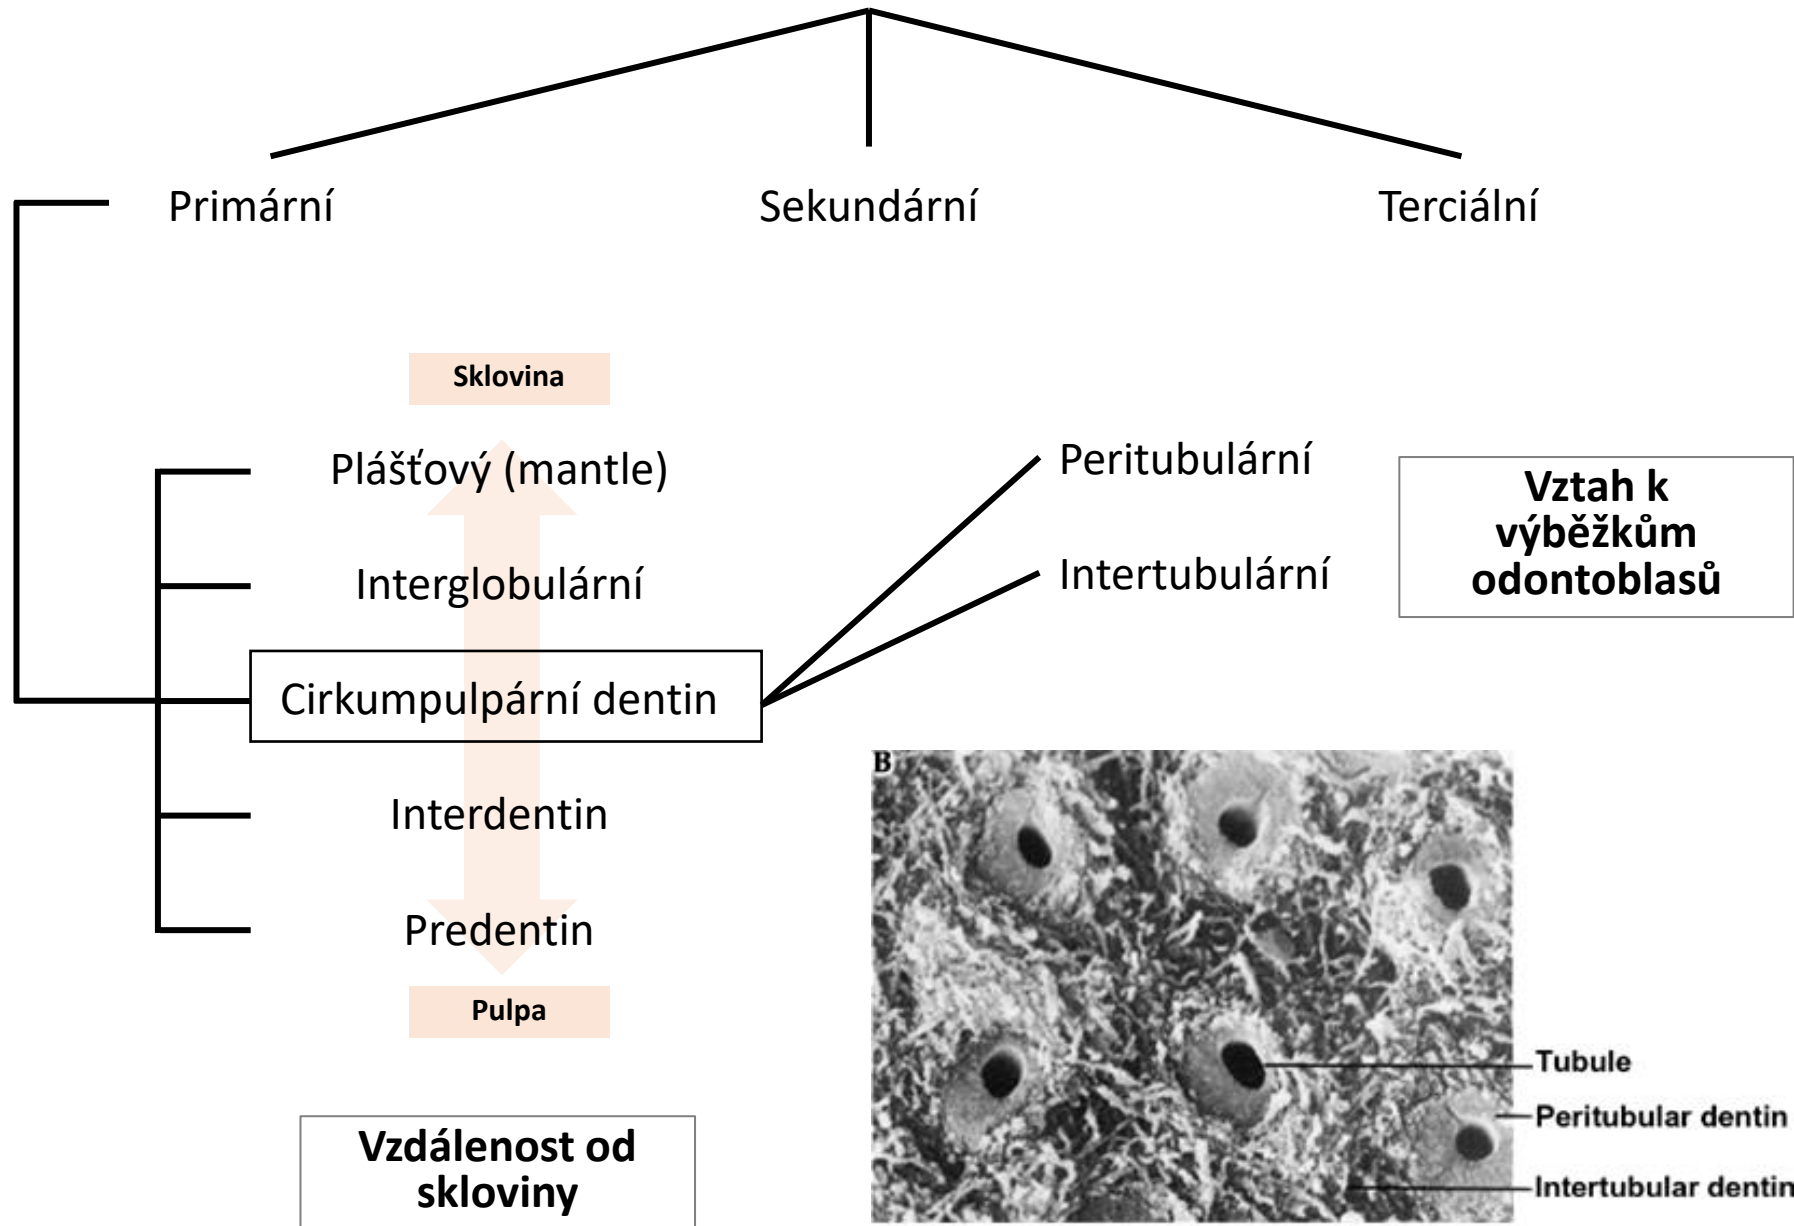 Primární
Sekundární
Terciální
Sklovina
Plášťový (mantle)
Interglobulární
Cirkumpulpární dentin
Interdentin
Predentin
Pulpa
Vzdálenost od
skloviny
Peritubulární
Intertubulární
Vztah k
výběžkům
odontoblasů
B
Tubule
Peritubular dentin
Intertubular dentin